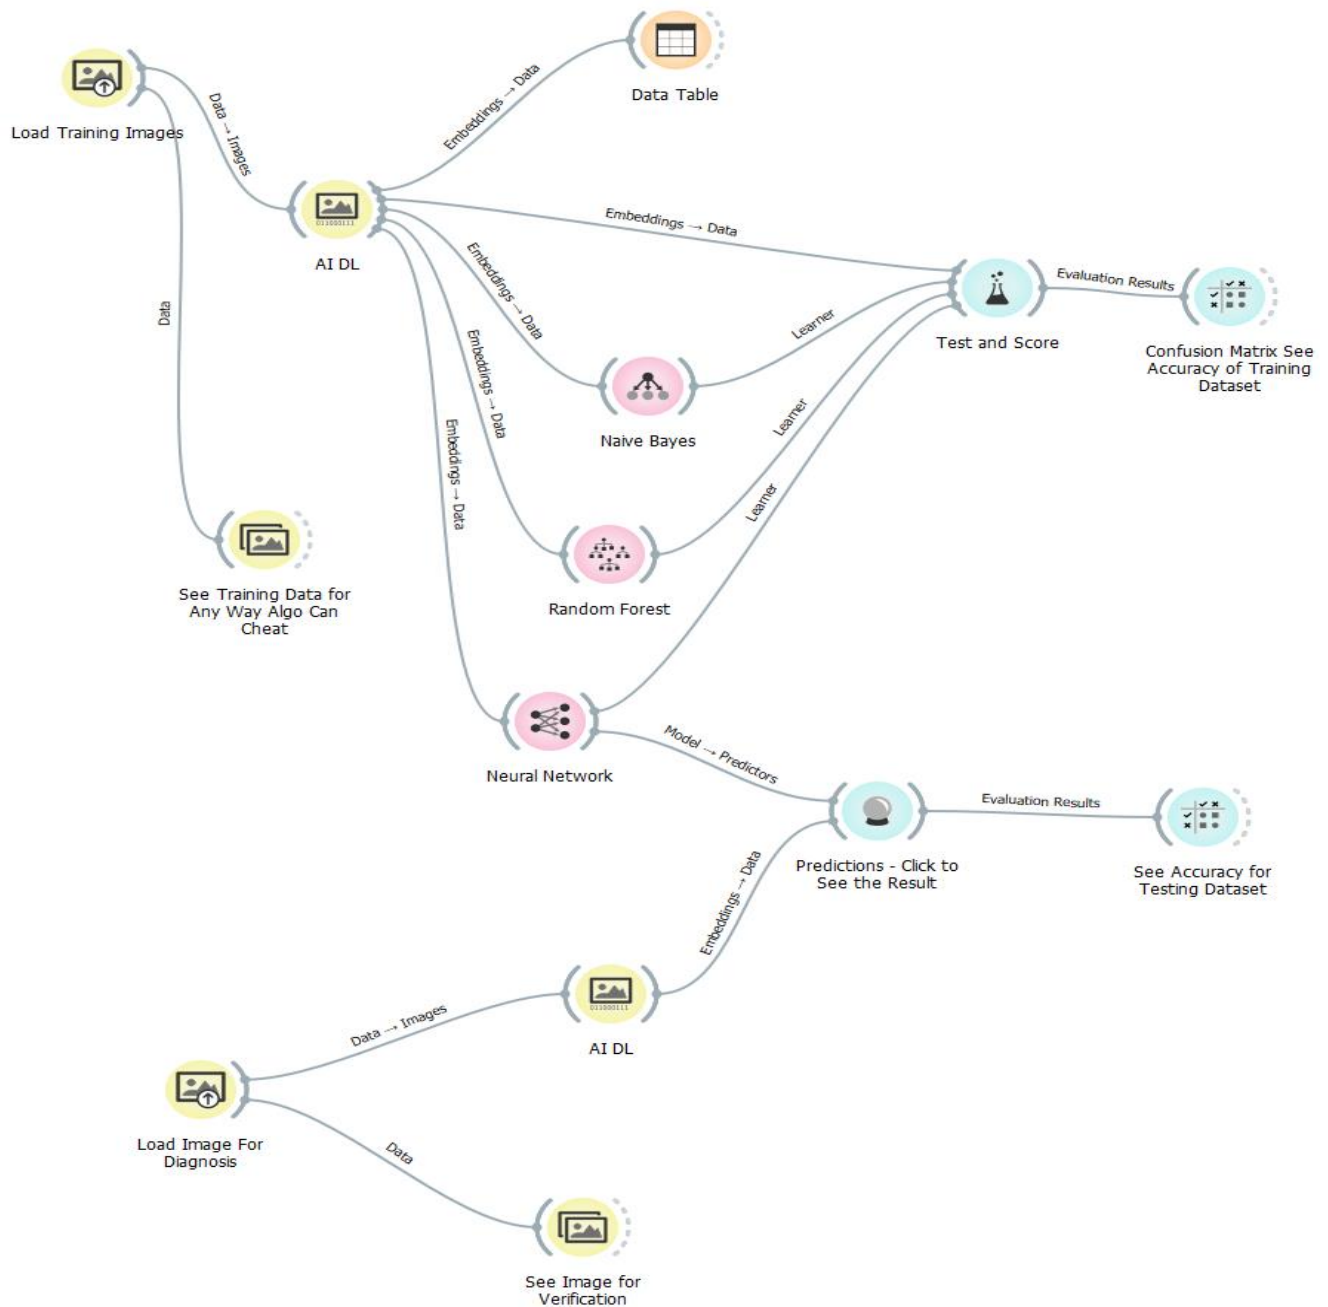 Data Table
Load Training Images
Data → Images
Embeddings → Data
AI DL
Embeddings → Data
Embeddings → Data
Embeddings → Data
Embeddings → Data
Data
Learner
Learner
Learner
Test and Score
Evaluation Results
Confusion Matrix See
Accuracy of Training
Dataset
Naive Bayes
Random Forest
See Training Data for
Any Way Algo Can
Cheat
Neural Network
Model → Predictors
Predictions - Click to
See the Result
Evaluation Results
See Accuracy for
Testing Dataset
Embeddings → Data
011000111
AI DL
Data → Images
Load Image For
Diagnosis
Data
See Image for
Verification